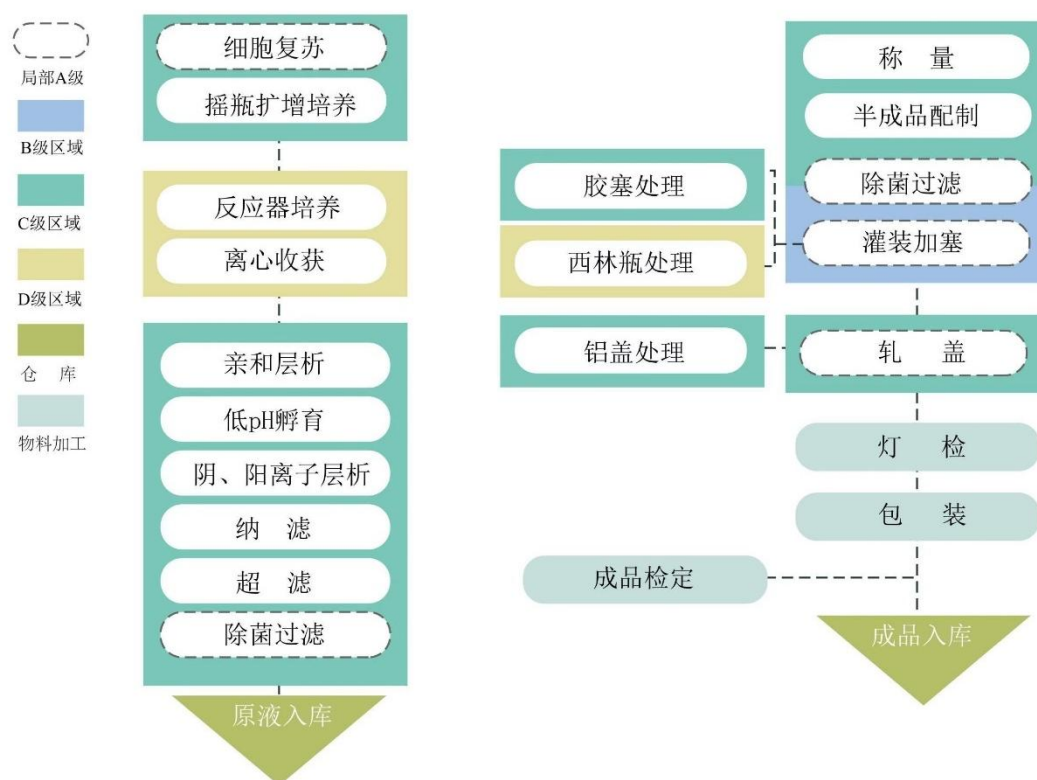 局部A级
B级区域
C级区域
D级区域
仓 库
物料加工
细胞复苏
摇瓶扩增培养
反应器培养
离心收获
亲和层析
低pH孵育
阴、阳离子层析
纳 滤
超 滤
除菌过滤
原液入库
称 量
半成品配制
除菌过滤
灌装加塞
胶塞处理
西林瓶处理
铝盖处理
轧 盖
灯 检
包 装
成品检定
成品入库